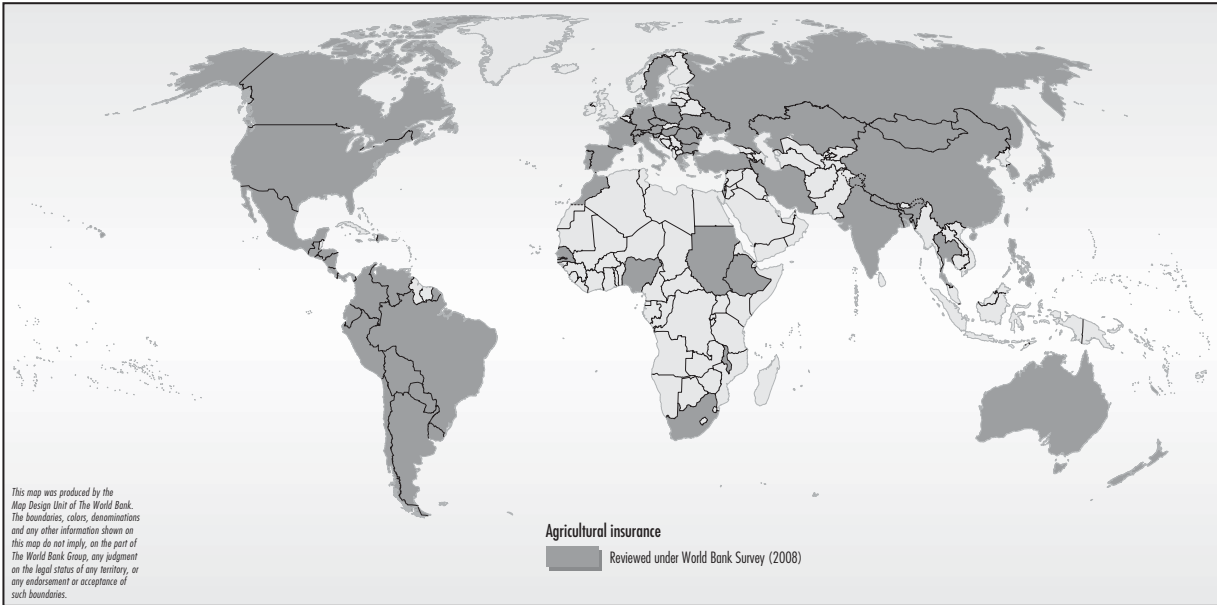 This map was produced by the
Map Design Unit of The World Bank.
The boundaries, colors, denominations
and any other information shown on
this map do not imply, on the part of
The World Bank Group, any judgment
on the legal status of any territory, or
any endorsement or acceptance of
such boundaries.
Agricultural insurance
Reviewed under World Bank Survey (2008)